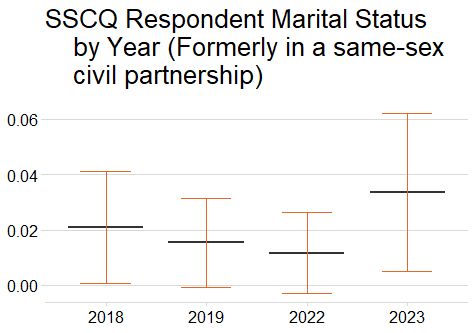 SSCQ Respondent Marital Status
by Year (Formerly in a same-sex
civil partnership)
0.06
0.04
0.02
0.00
2018 2019 2022 2023